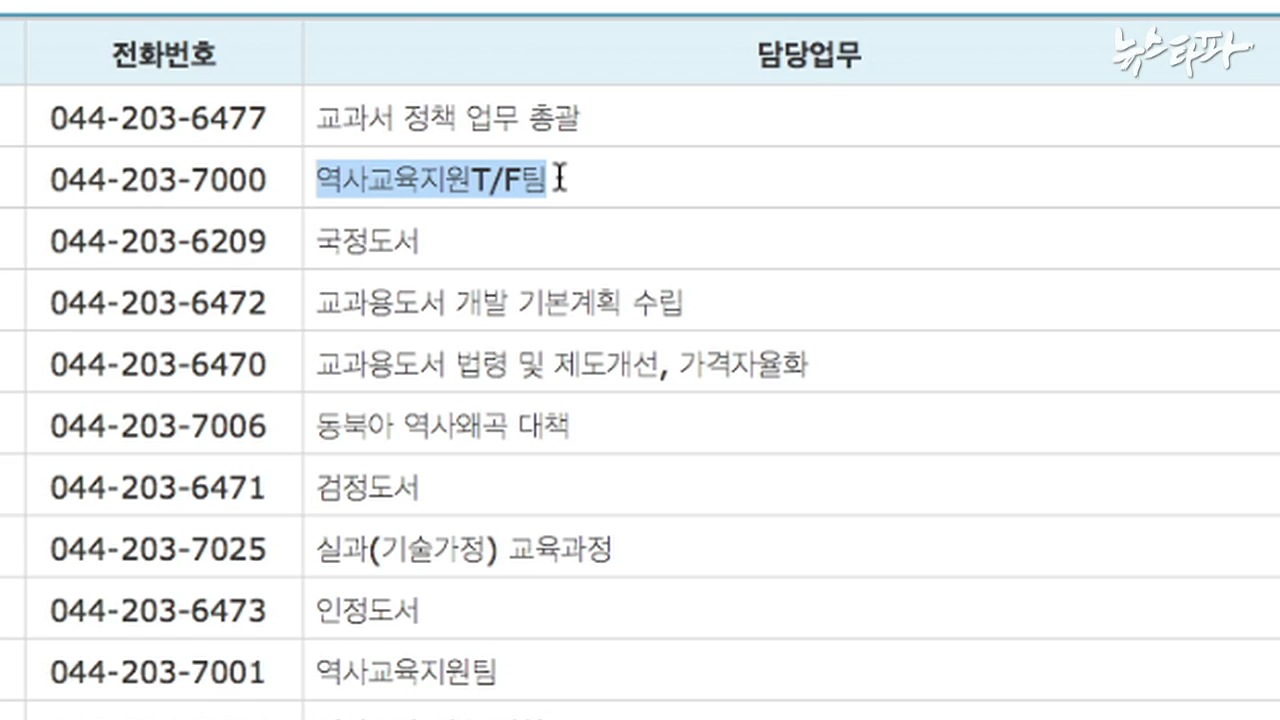 전화번호 담당업무
뉴스타파
044-203-6477 교과서 정책 업무 총괄
044-203-7000 역사교육지원T/F팀
044-203-6209 국정도서
044-203-6472 교과용도서 개발 기본계획 수립
044-203-6470 교과용도서 법령 및 제도개선, 가격자율화
044-203-7006 동북아 역사왜곡 대책
044-203-6471 검정도서
044-203-7025 실과(기술가정) 교육과정
044-203-6473 인정도서
044-203-7001 역사교육지원팀